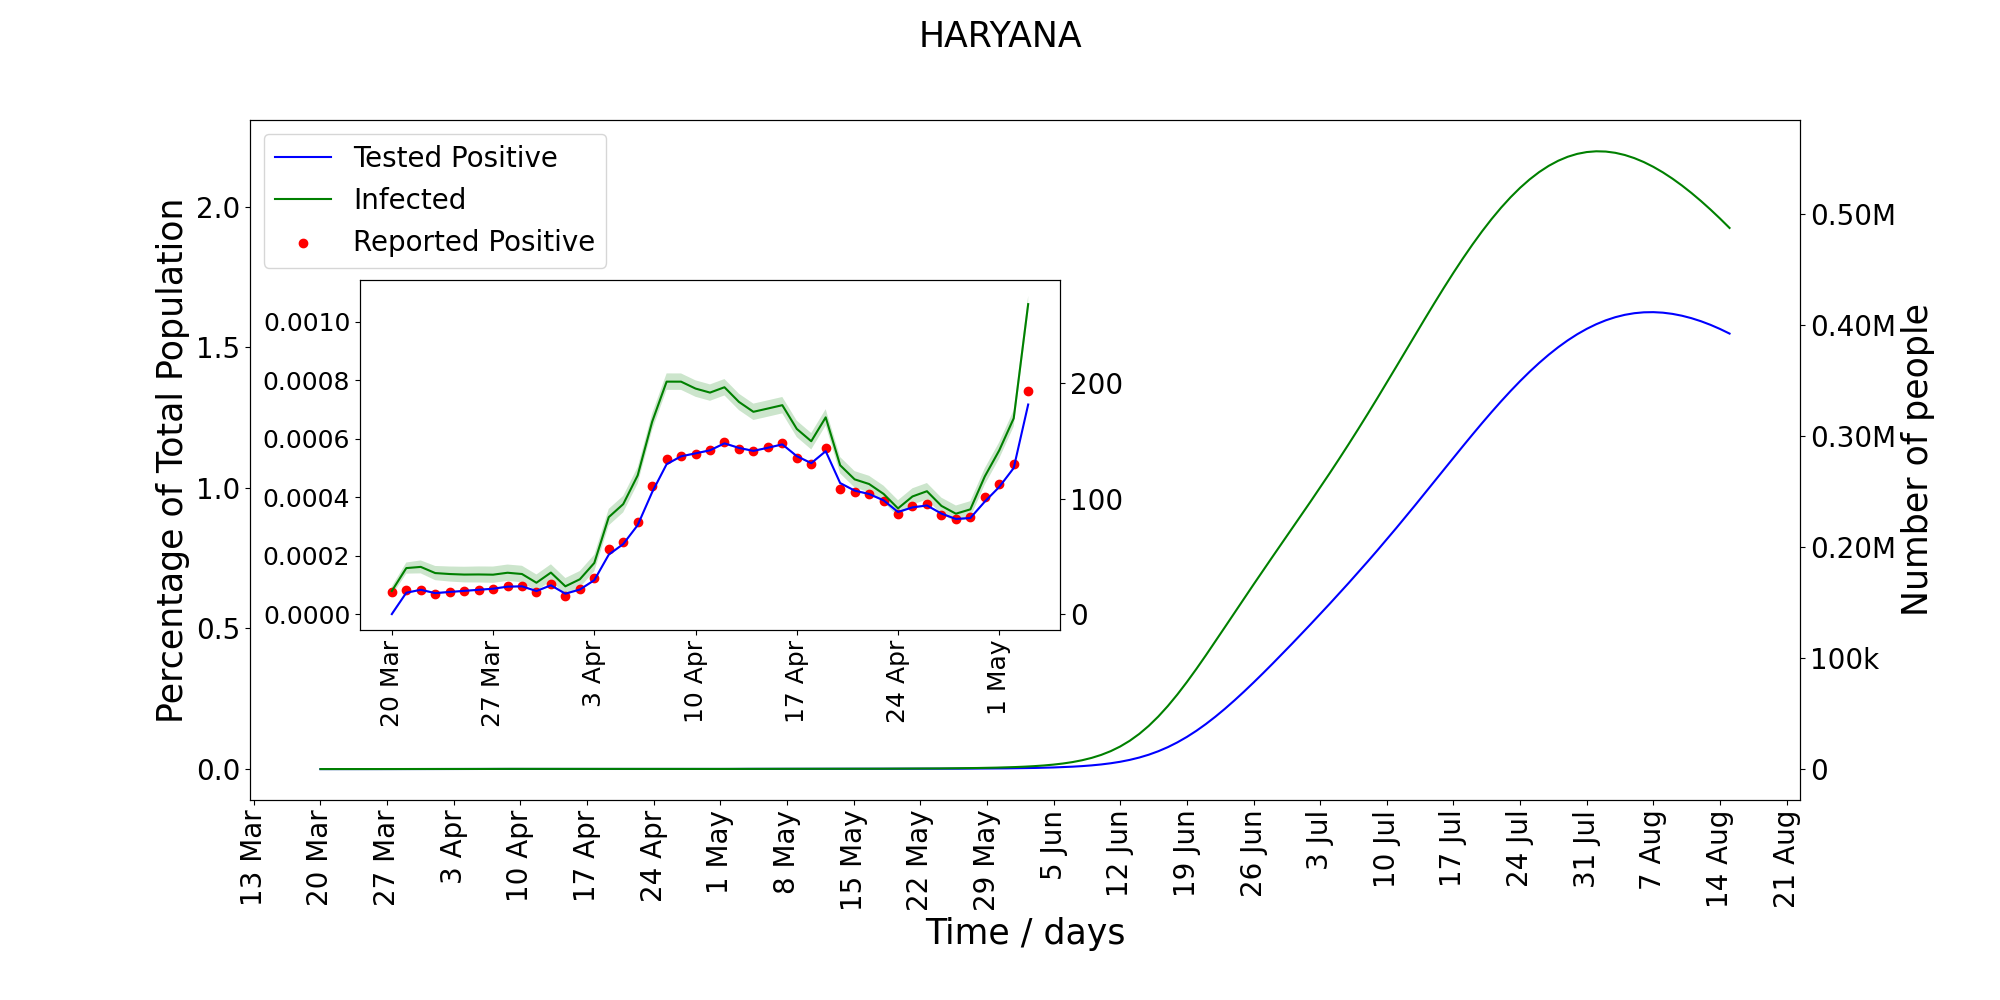 HARYANA
Tested Positive
Infected
Reported Positive
Percentage of Total Population
2.0
1.5
1.0
0.5
0.0
0.50M
0.40M
0.30M
0.20M
100k
0
Number of people
0.0010
0.0008
0.0006
0.0004
0.0002
0.0000
200
100
0
20 Mar
27 Mar
3 Apr
10 Apr
17 Apr
24 Apr
1 May
13 Mar
20 Mar
27 Mar
3 Apr
10 Apr
17 Apr
24 Apr
1 May
8 May
15 May
22 May
29 May
5 Jun
12 Jun
19 Jun
26 Jun
3 Jul
10 Jul
17 Jul
24 Jul
31 Jul
7 Aug
14 Aug
21 Aug
Time / days